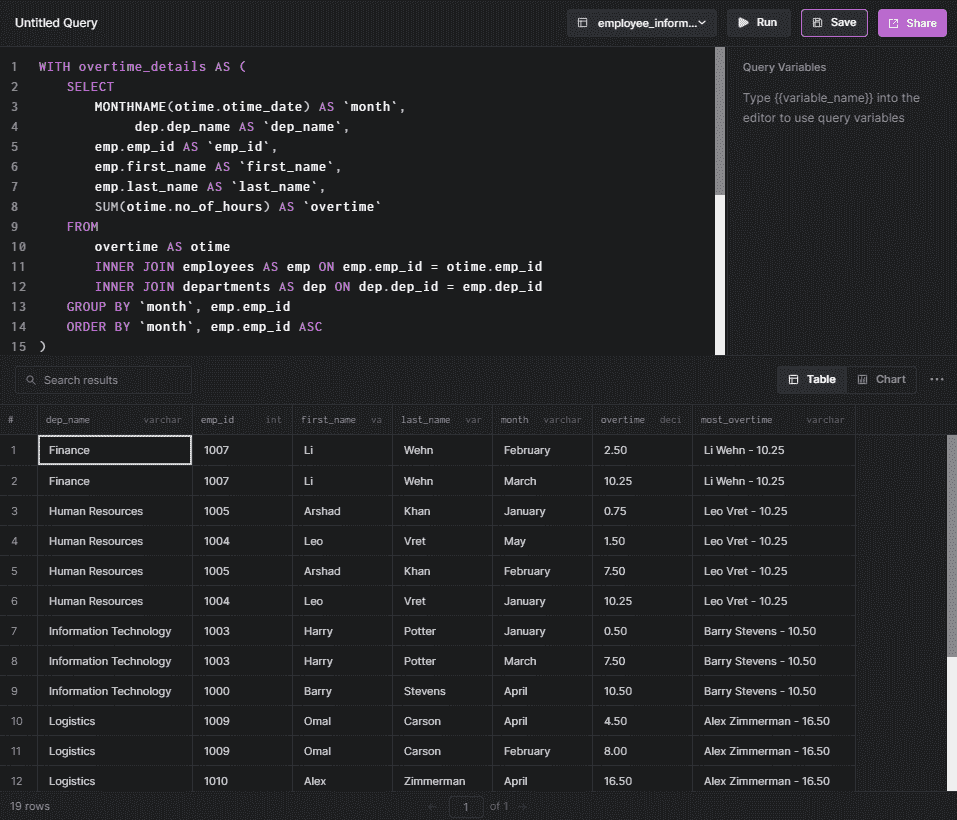 Untitled Query employee_inform... Run Save Share
1 WITH overtime_details AS (
2 SELECT
3 MONTHNAME(otime.otime_date) AS `month`,
4 dep.dep_name AS `dep_name`,
5 emp.emp_id AS `emp_id`,
6 emp.first_name AS `first_name`,
7 emp.last_name AS `last_name`,
8 SUM(otime.no_of_hours) AS `overtime`
9 FROM
10 overtime AS otime
11 INNER JOIN employees AS emp ON emp.emp_id = otime.emp_id
12 INNER JOIN departments AS dep ON dep.dep_id = emp.dep_id
13 GROUP BY `month`, emp.emp_id
14 ORDER BY `month`, emp.emp_id ASC
15 )
Query Variables
Type {{variable_name}} into the
editor to use query variables
Search results Table Chart ...
# dep_name varchar emp_id int first_name va last_name var month varchar overtime deci most_overtime varchar
1 Finance 1007 Li Wehn February 2.50 Li Wehn - 10.25
2 Finance 1007 Li Wehn March 10.25 Li Wehn - 10.25
3 Human Resources 1005 Arshad Khan January 0.75 Leo Vret - 10.25
4 Human Resources 1004 Leo Vret May 1.50 Leo Vret - 10.25
5 Human Resources 1005 Arshad Khan February 7.50 Leo Vret - 10.25
6 Human Resources 1004 Leo Vret January 10.25 Leo Vret - 10.25
7 Information Technology 1003 Harry Potter January 0.50 Barry Stevens - 10.50
8 Information Technology 1003 Harry Potter March 7.50 Barry Stevens - 10.50
9 Information Technology 1000 Barry Stevens April 10.50 Barry Stevens - 10.50
10 Logistics 1009 Omal Carson April 4.50 Alex Zimmerman - 16.50
11 Logistics 1009 Omal Carson February 8.00 Alex Zimmerman - 16.50
12 Logistics 1010 Alex Zimmerman April 16.50 Alex Zimmerman - 16.50
19 rows ← 1 of 1 →